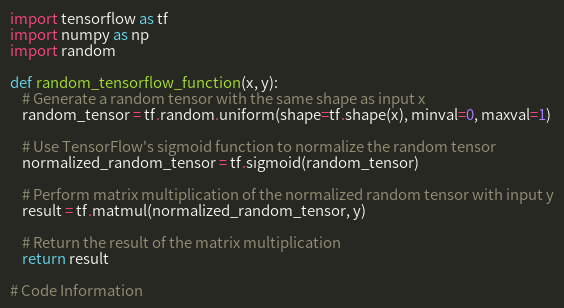 import tensorflow as tf
import numpy as np
import random

def random_tensorflow_function(x, y):
    # Generate a random tensor with the same shape as input x
    random_tensor = tf.random.uniform(shape=tf.shape(x), minval=0, maxval=1)

    # Use TensorFlow's sigmoid function to normalize the random tensor
    normalized_random_tensor = tf.sigmoid(random_tensor)

    # Perform matrix multiplication of the normalized random tensor with input y
    result = tf.matmul(normalized_random_tensor, y)

    # Return the result of the matrix multiplication
    return result

# Code Information